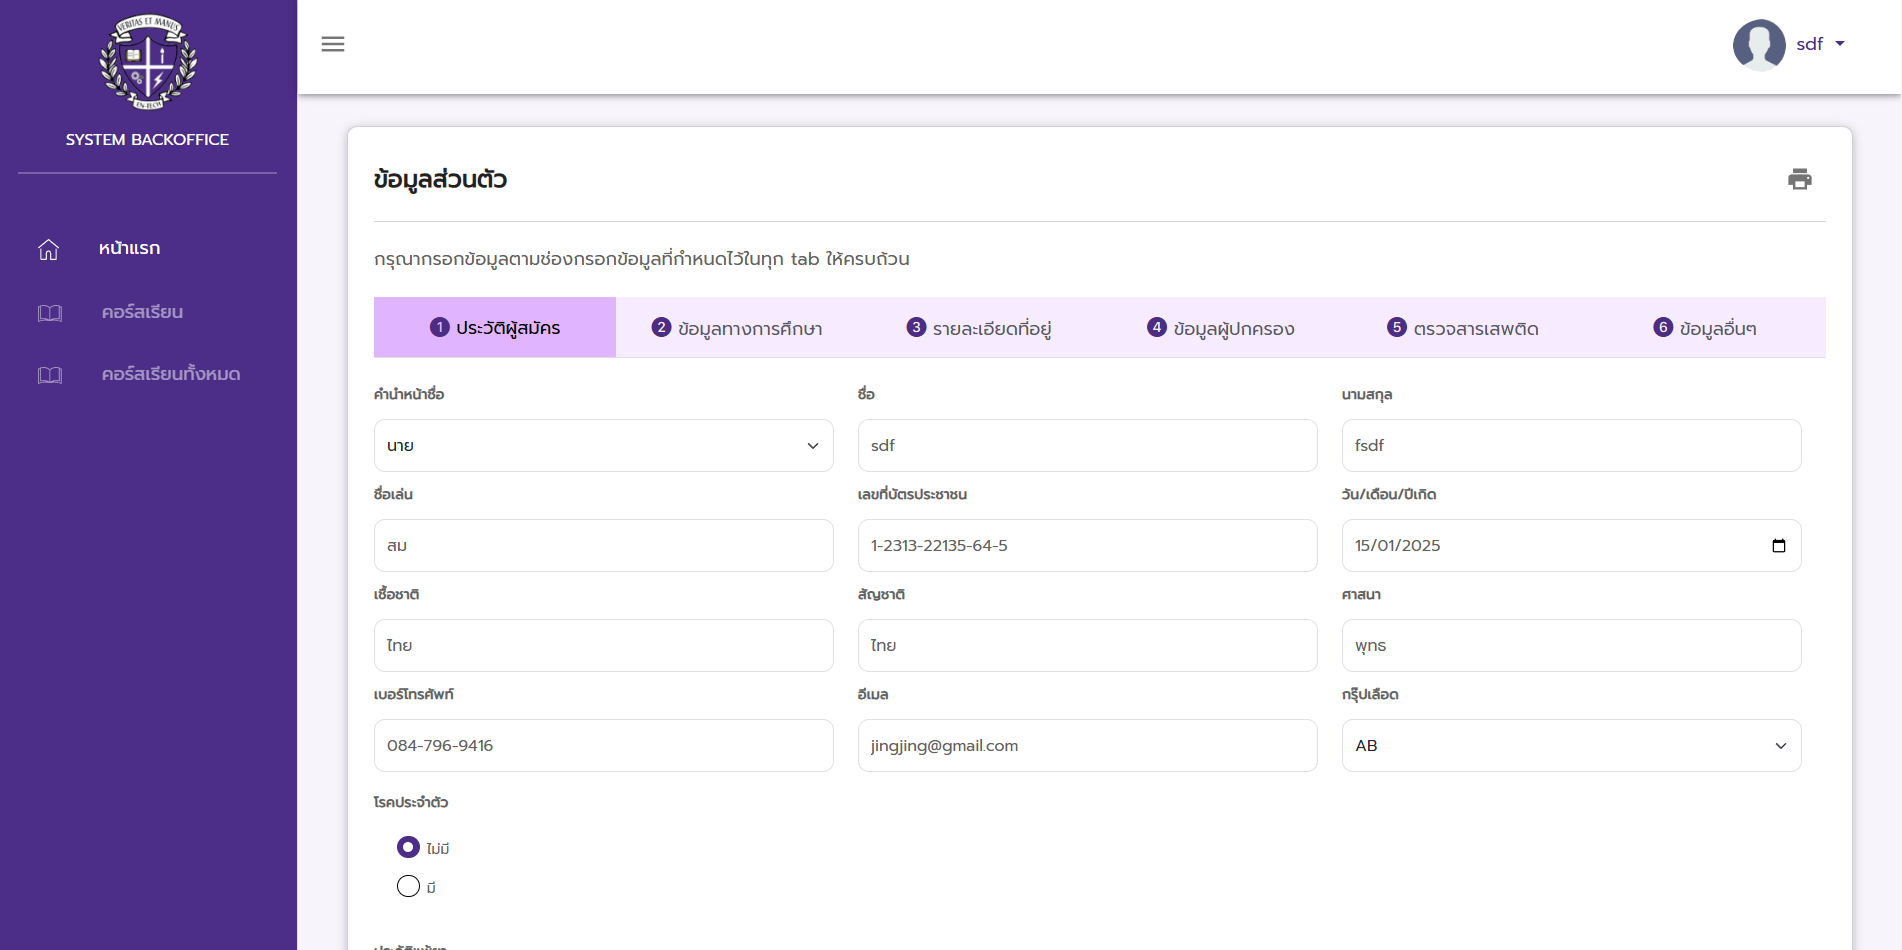 VERITAS ET MANUS
EN-TECH
SYSTEM BACKOFFICE
หน้าแรก
คอร์สเรียน
คอร์สเรียนทั้งหมด
sdf
ข้อมูลส่วนตัว
กรุณากรอกข้อมูลตามช่องกรอกข้อมูลที่กำหนดไว้ในทุก tab ให้ครบถ้วน
1 ประวัติผู้สมัคร 2 ข้อมูลทางการศึกษา 3 รายละเอียดที่อยู่ 4 ข้อมูลผู้ปกครอง 5 ตรวจสารเสพติด 6 ข้อมูลอื่นๆ
คำนำหน้าชื่อ ชื่อ นามสกุล
นาย sdf fsdf
ชื่อเล่น เลขที่บัตรประชาชน วัน/เดือน/ปีเกิด
สม 1-2313-22135-64-5 15/01/2025
เชื้อชาติ สัญชาติ ศาสนา
ไทย ไทย พุทธ
เบอร์โทรศัพท์ อีเมล กรุ๊ปเลือด
084-796-9416 jingjing@gmail.com AB
โรคประจำตัว
ไม่มี
มี